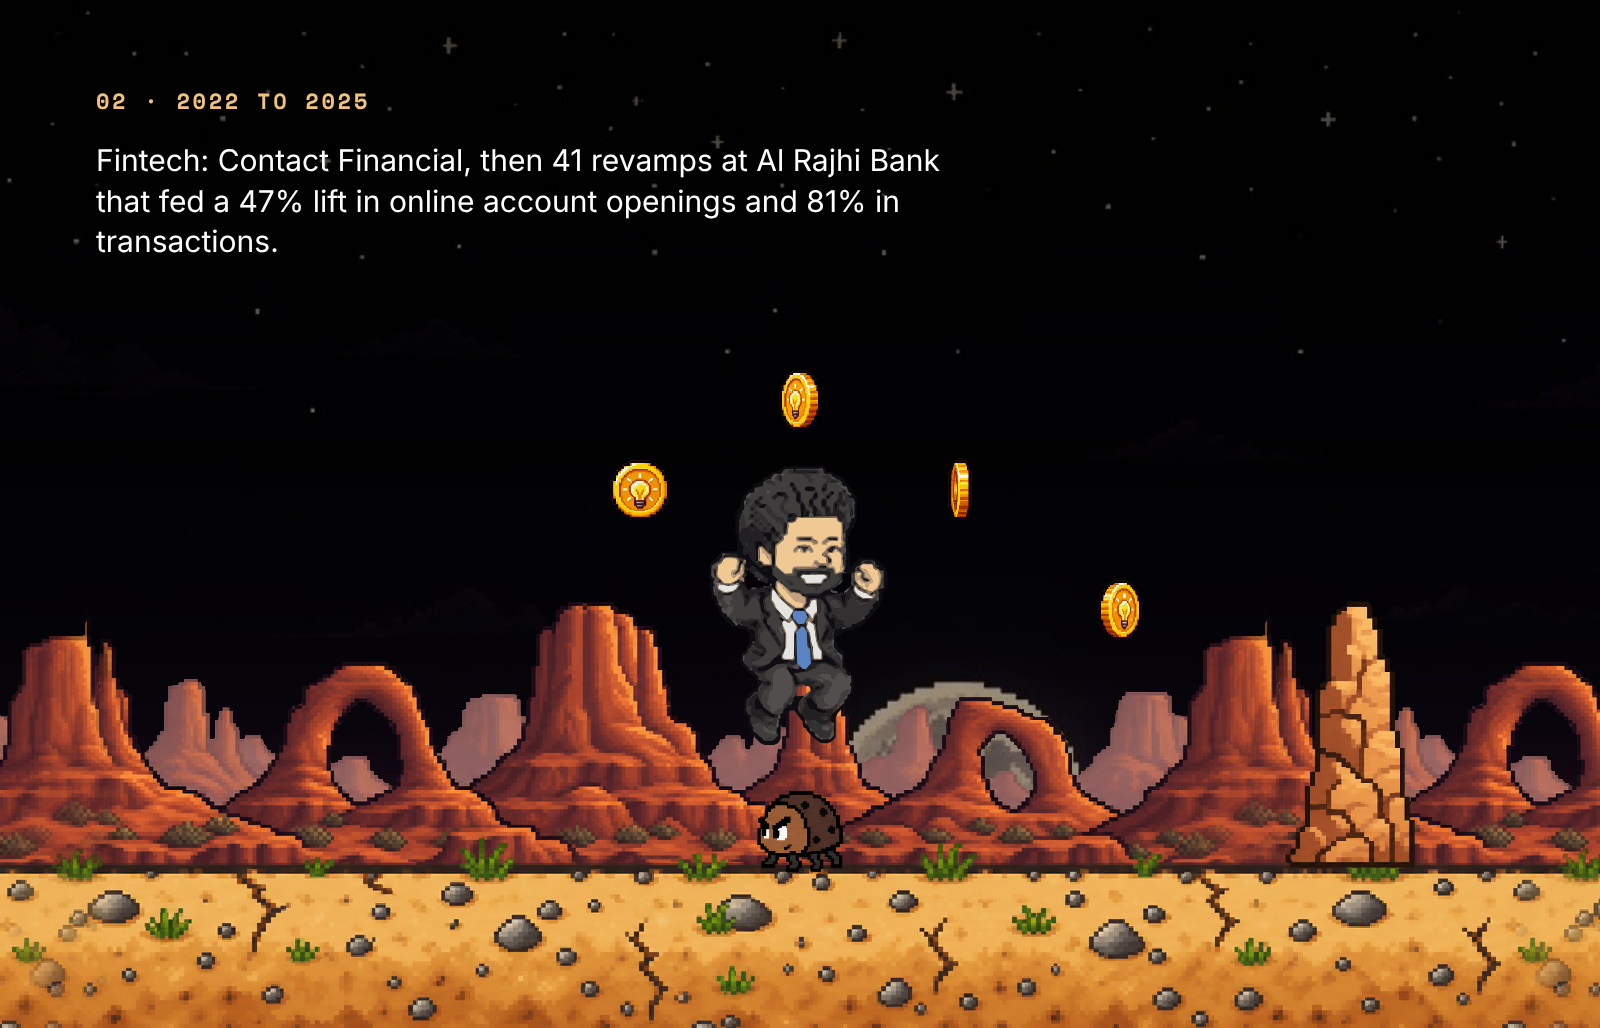 02 · 2022 TO 2025
Fintech: Contact Financial, then 41 revamps at Al Rajhi Bank
that fed a 47% lift in online account openings and 81% in
transactions.